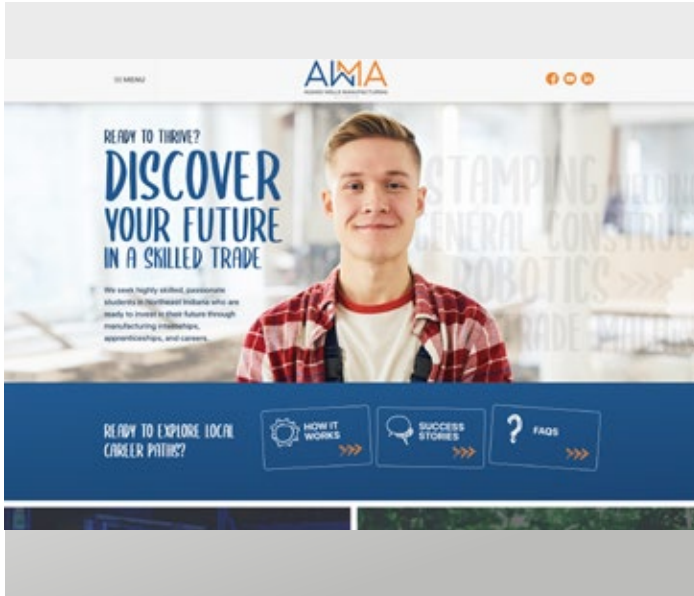 MENU
AWMA
READY TO THRIVE?
DISCOVER
YOUR FUTURE
IN A SKILLED TRADE
We seek highly skilled, passionate
students in Northeast Indiana who are
ready to invest in their future through
manufacturing internships,
apprenticeships, and careers.
STAMPING WELDING
GENERAL CONSTRUC
ROBOTICS
READY TO EXPLORE LOCAL
CAREER PATHS?
HOW IT
WORKS
SUCCESS
STORIES
FAQS